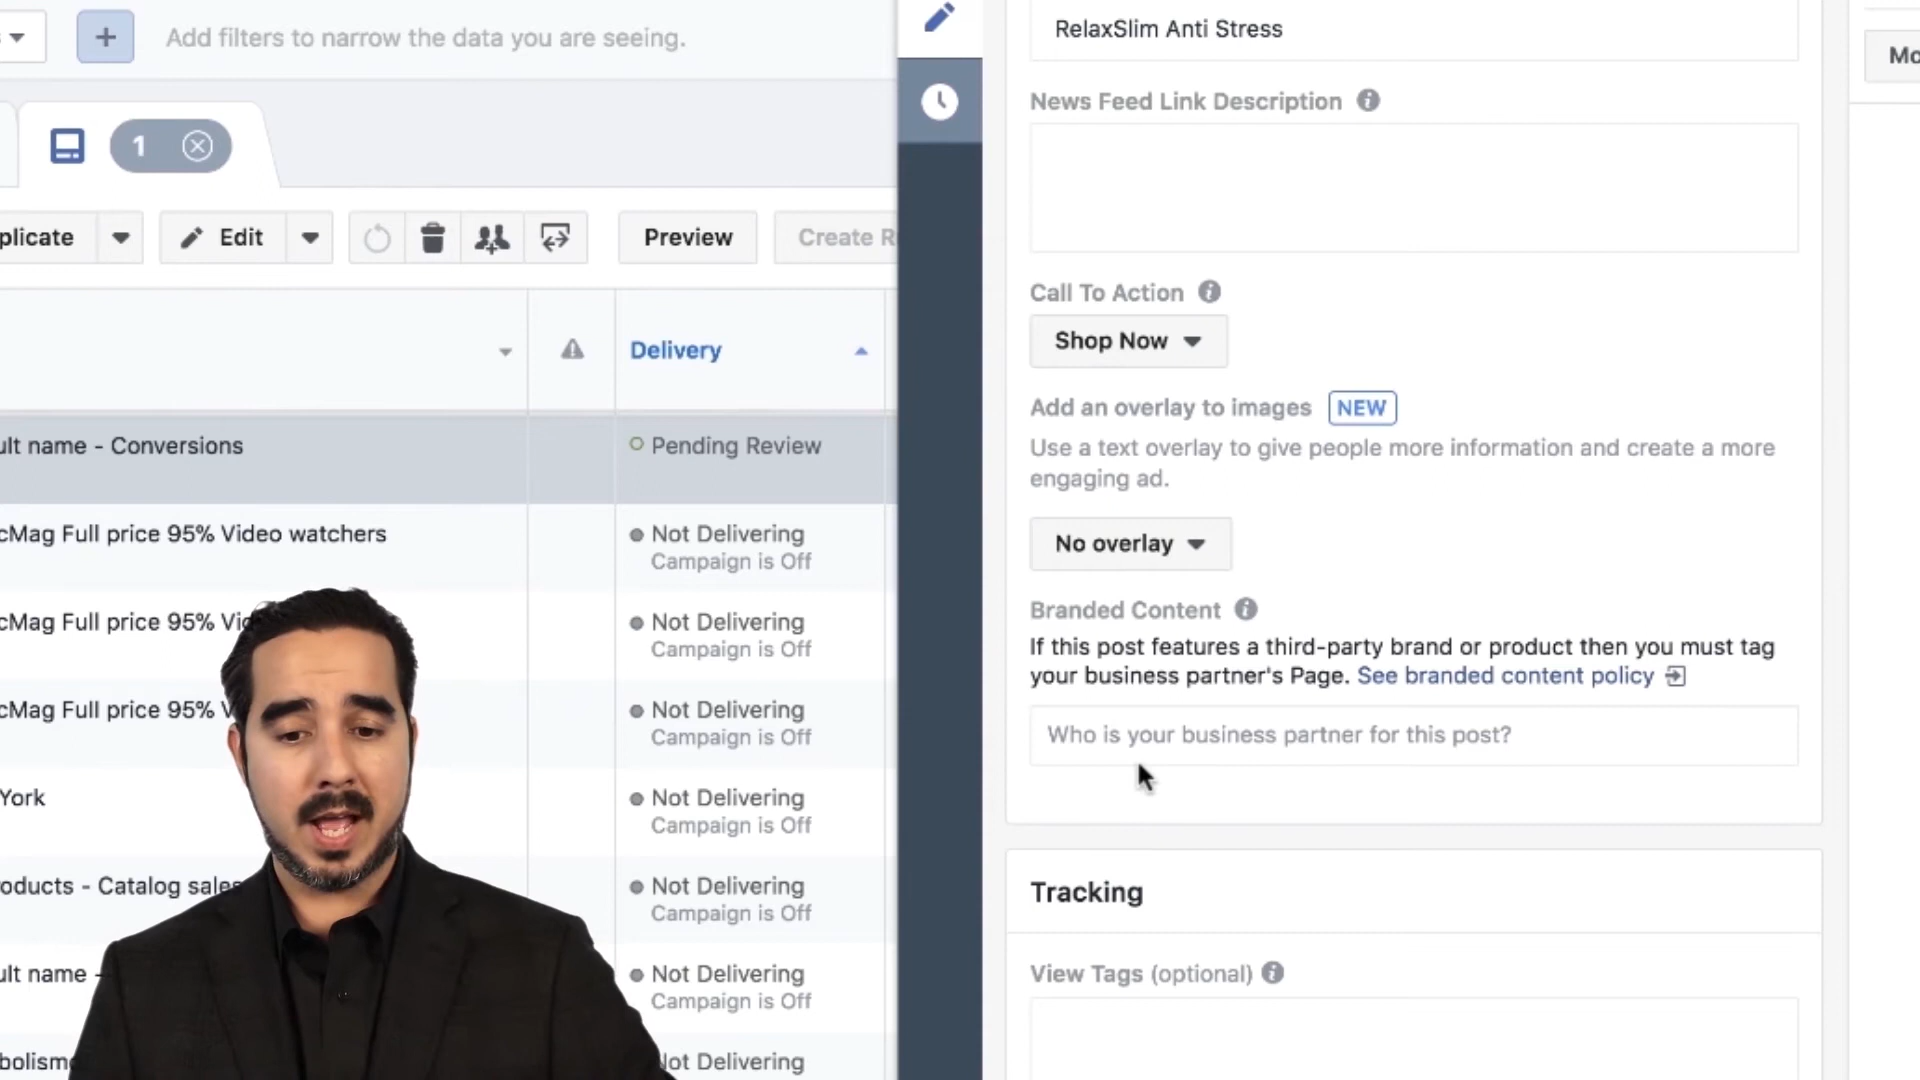 Add filters to narrow the data you are seeing.
1
plicate
Edit
Preview
Create R
Delivery
ult name - Conversions
Pending Review
cMag Full price 95% Video watchers
Not Delivering
Campaign is Off
cMag Full price 95% Vid
Not Delivering
Campaign is Off
cMag Full price 95% V
Not Delivering
Campaign is Off
York
Not Delivering
Campaign is Off
oducts - Catalog sales
Not Delivering
Campaign is Off
ult name -
Not Delivering
Campaign is Off
bolism
Not Delivering
RelaxSlim Anti Stress
News Feed Link Description
Call To Action
Shop Now
Add an overlay to images NEW
Use a text overlay to give people more information and create a more
engaging ad.
No overlay
Branded Content
If this post features a third-party brand or product then you must tag
your business partner's Page. See branded content policy
Who is your business partner for this post?
Tracking
View Tags (optional)
Mo